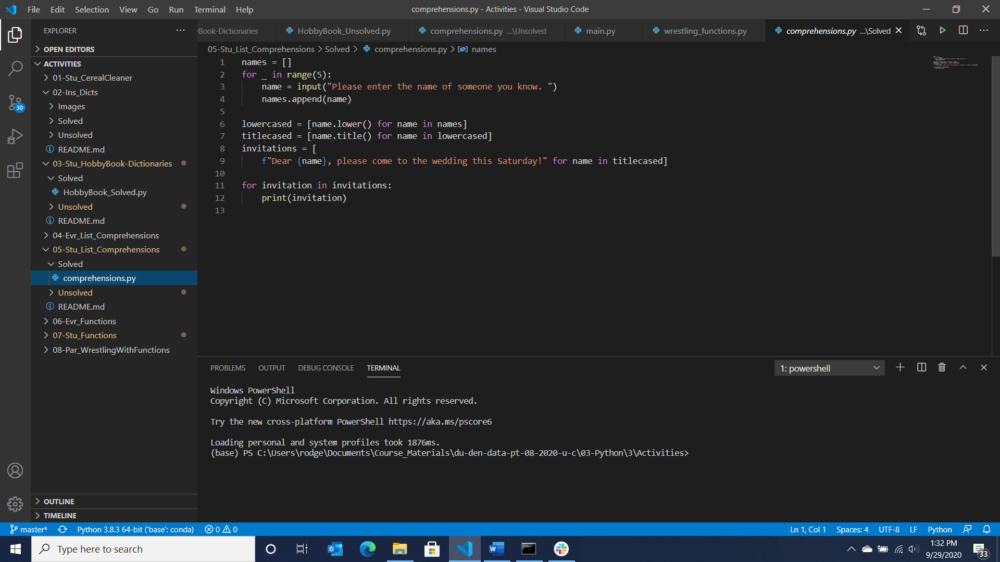 File Edit Selection View Go Run Terminal Help
comprehensions.py - Activities - Visual Studio Code
EXPLORER
OPEN EDITORS
ACTIVITIES
01-Stu_CerealCleaner
02-Ins_Dicts
Images
Solved
Unsolved
README.md
03-Stu_HobbyBook-Dictionaries
Solved
HobbyBook_Solved.py
Unsolved
README.md
04-Evr_List_Comprehensions
05-Stu_List_Comprehensions
Solved
comprehensions.py
Unsolved
README.md
06-Evr_Functions
07-Stu_Functions
08-Par_WrestlingWithFunctions
OUTLINE
TIMELINE
30
Book-Dictionaries
HobbyBook_Unsolved.py
comprehensions.py ...\Unsolved
main.py
wrestling_functions.py
comprehensions.py ...\Solved
05-Stu_List_Comprehensions > Solved > comprehensions.py > names
1 names = []
2 for _ in range(5):
3 name = input("Please enter the name of someone you know. ")
4 names.append(name)
5
6 lowercased = [name.lower() for name in names]
7 titlecased = [name.title() for name in lowercased]
8 invitations = [
9 f"Dear {name}, please come to the wedding this Saturday!" for name in titlecased]
10
11 for invitation in invitations:
12 print(invitation)
13
PROBLEMS OUTPUT DEBUG CONSOLE TERMINAL
1: powershell
Windows PowerShell
Copyright (C) Microsoft Corporation. All rights reserved.
Try the new cross-platform PowerShell https://aka.ms/pscore6
Loading personal and system profiles took 1876ms.
(base) PS C:\Users\rodge\Documents\Course_Materials\du-den-data-pt-08-2020-u-c\03-Python\3\Activities>
master* Python 3.8.3 64-bit ('base': conda) 0 0
Ln 1, Col 1 Spaces: 4 UTF-8 LF Python
Type here to search
1:32 PM
9/29/2020
33